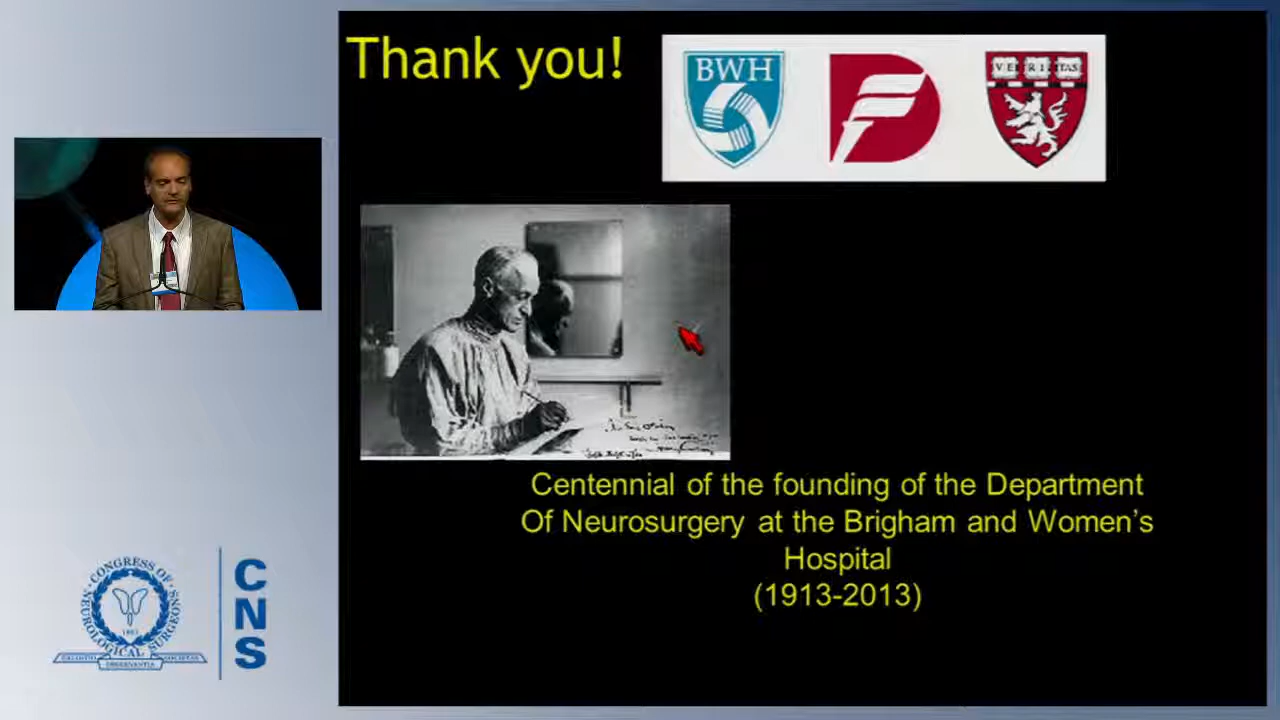 Thank you!
BWH
VE RI TAS
Centennial of the founding of the Department
Of Neurosurgery at the Brigham and Women's
Hospital
(1913-2013)
CONGRESS OF
NEUROLOGICAL SURGEONS
CNS